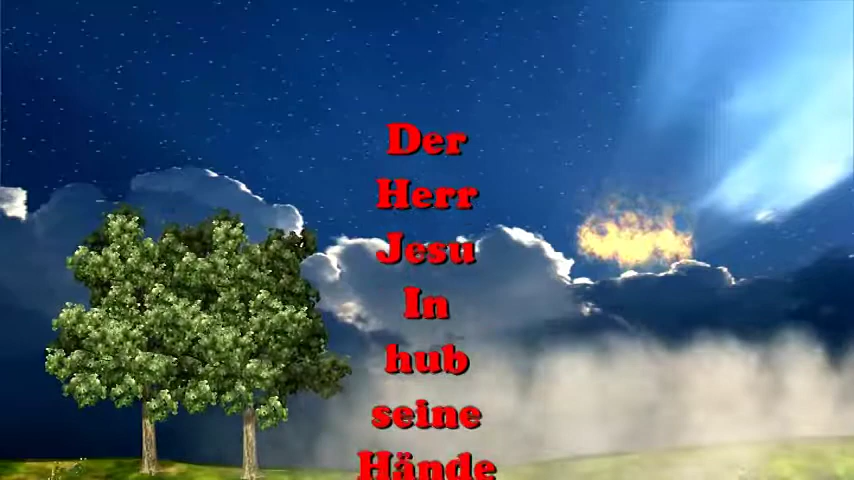 Der
Herr
Jesu
In
hub
seine
Hände